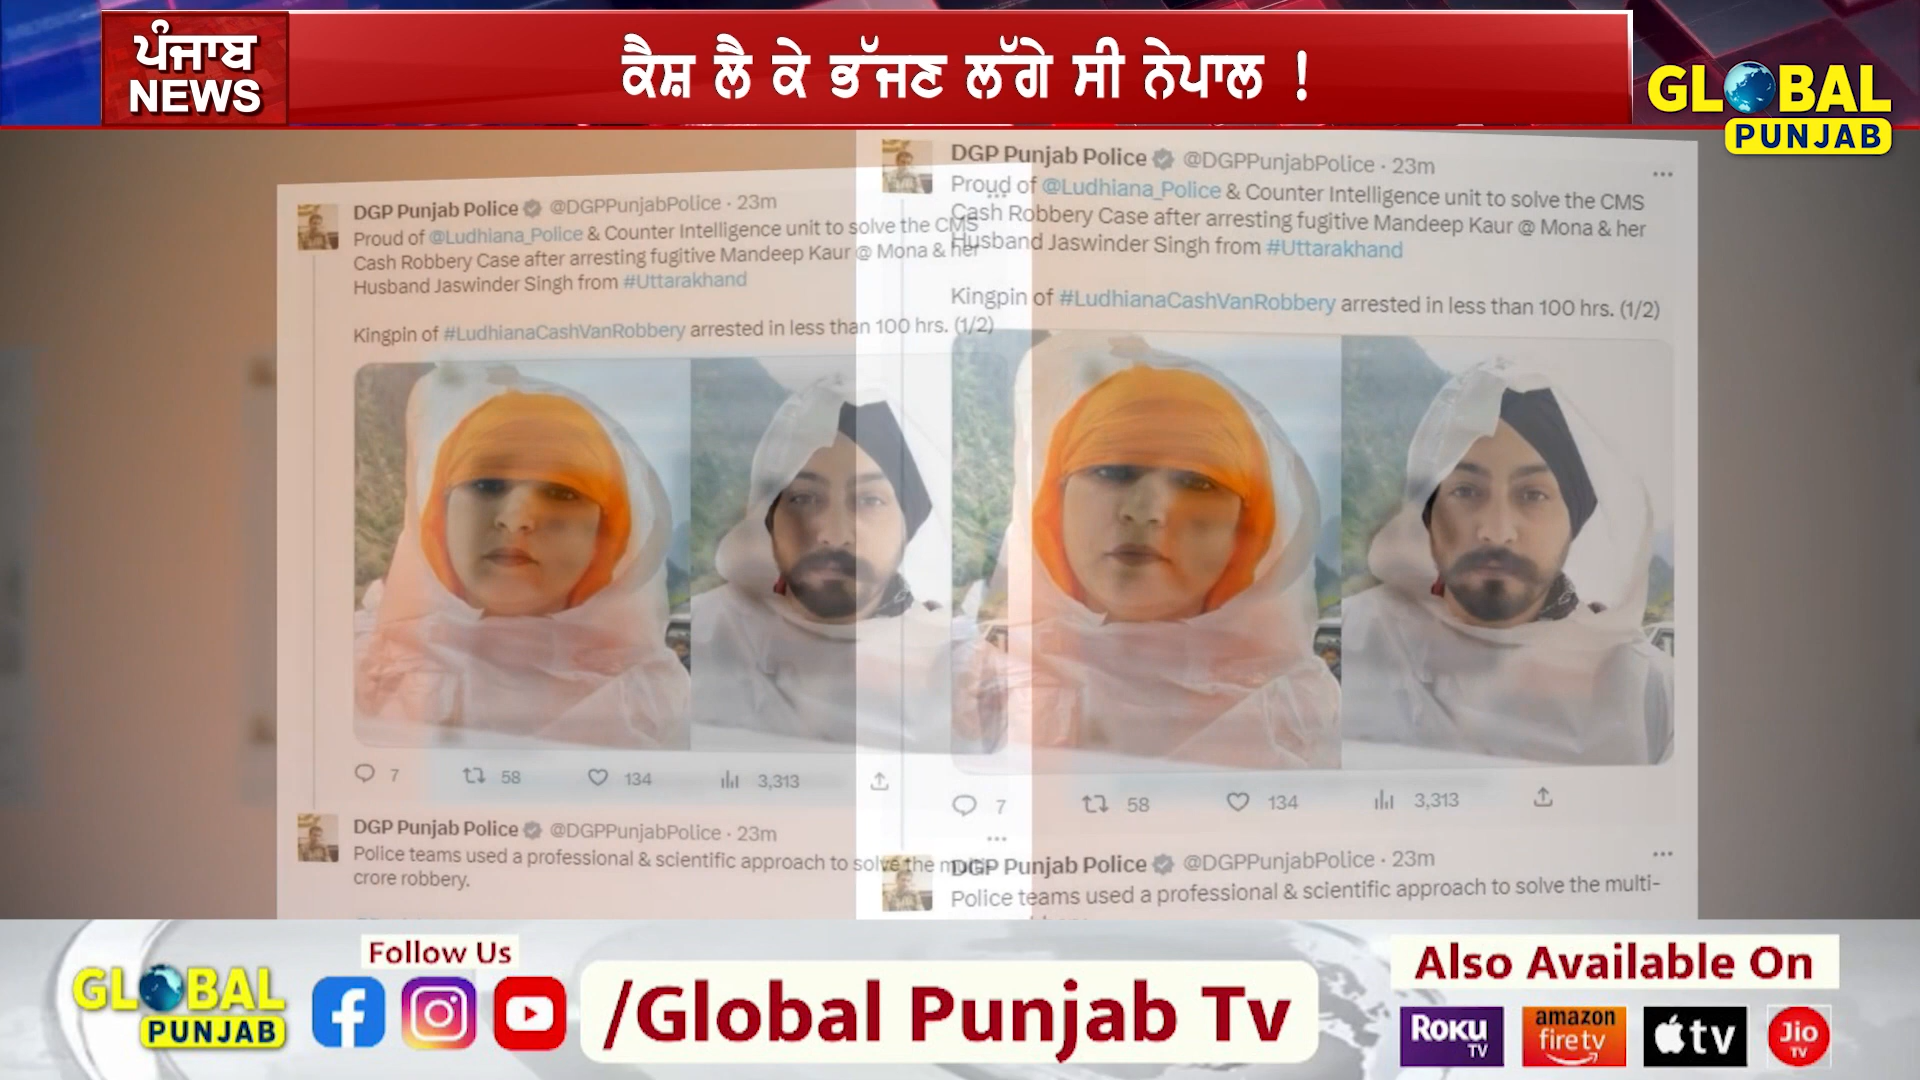 ਪੰਜਾਬ
NEWS
ਕੈਸ਼ ਲੈ ਕੇ ਭੱਜਣ ਲੱਗੇ ਸੀ ਨੇਪਾਲ !
GLOBAL
PUNJAB
DGP Punjab Police @DGPPunjabPolice · 23m
Proud of @Ludhiana_Police & Counter Intelligence unit to solve the CMS
Cash Robbery Case after arresting fugitive Mandeep Kaur @ Mona & her
Husband Jaswinder Singh from #Uttarakhand
Kingpin of #LudhianaCashVanRobbery arrested in less than 100 hrs. (1/2)
7 58 134 3,313
DGP Punjab Police @DGPPunjabPolice · 23m
Police teams used a professional & scientific approach to solve the multi-
crore robbery.
DGP Punjab Police @DGPPunjabPolice · 23m
Proud of @Ludhiana_Police & Counter Intelligence unit to solve the CMS
Cash Robbery Case after arresting fugitive Mandeep Kaur @ Mona & her
Husband Jaswinder Singh from #Uttarakhand
Kingpin of #LudhianaCashVanRobbery arrested in less than 100 hrs. (1/2)
7 58 134 3,313
DGP Punjab Police @DGPPunjabPolice · 23m
Police teams used a professional & scientific approach to solve the multi-
GLOBAL
PUNJAB
Follow Us
/Global Punjab Tv
Also Available On
ROKU
TV
amazon
fire tv
tv
Jio
TV